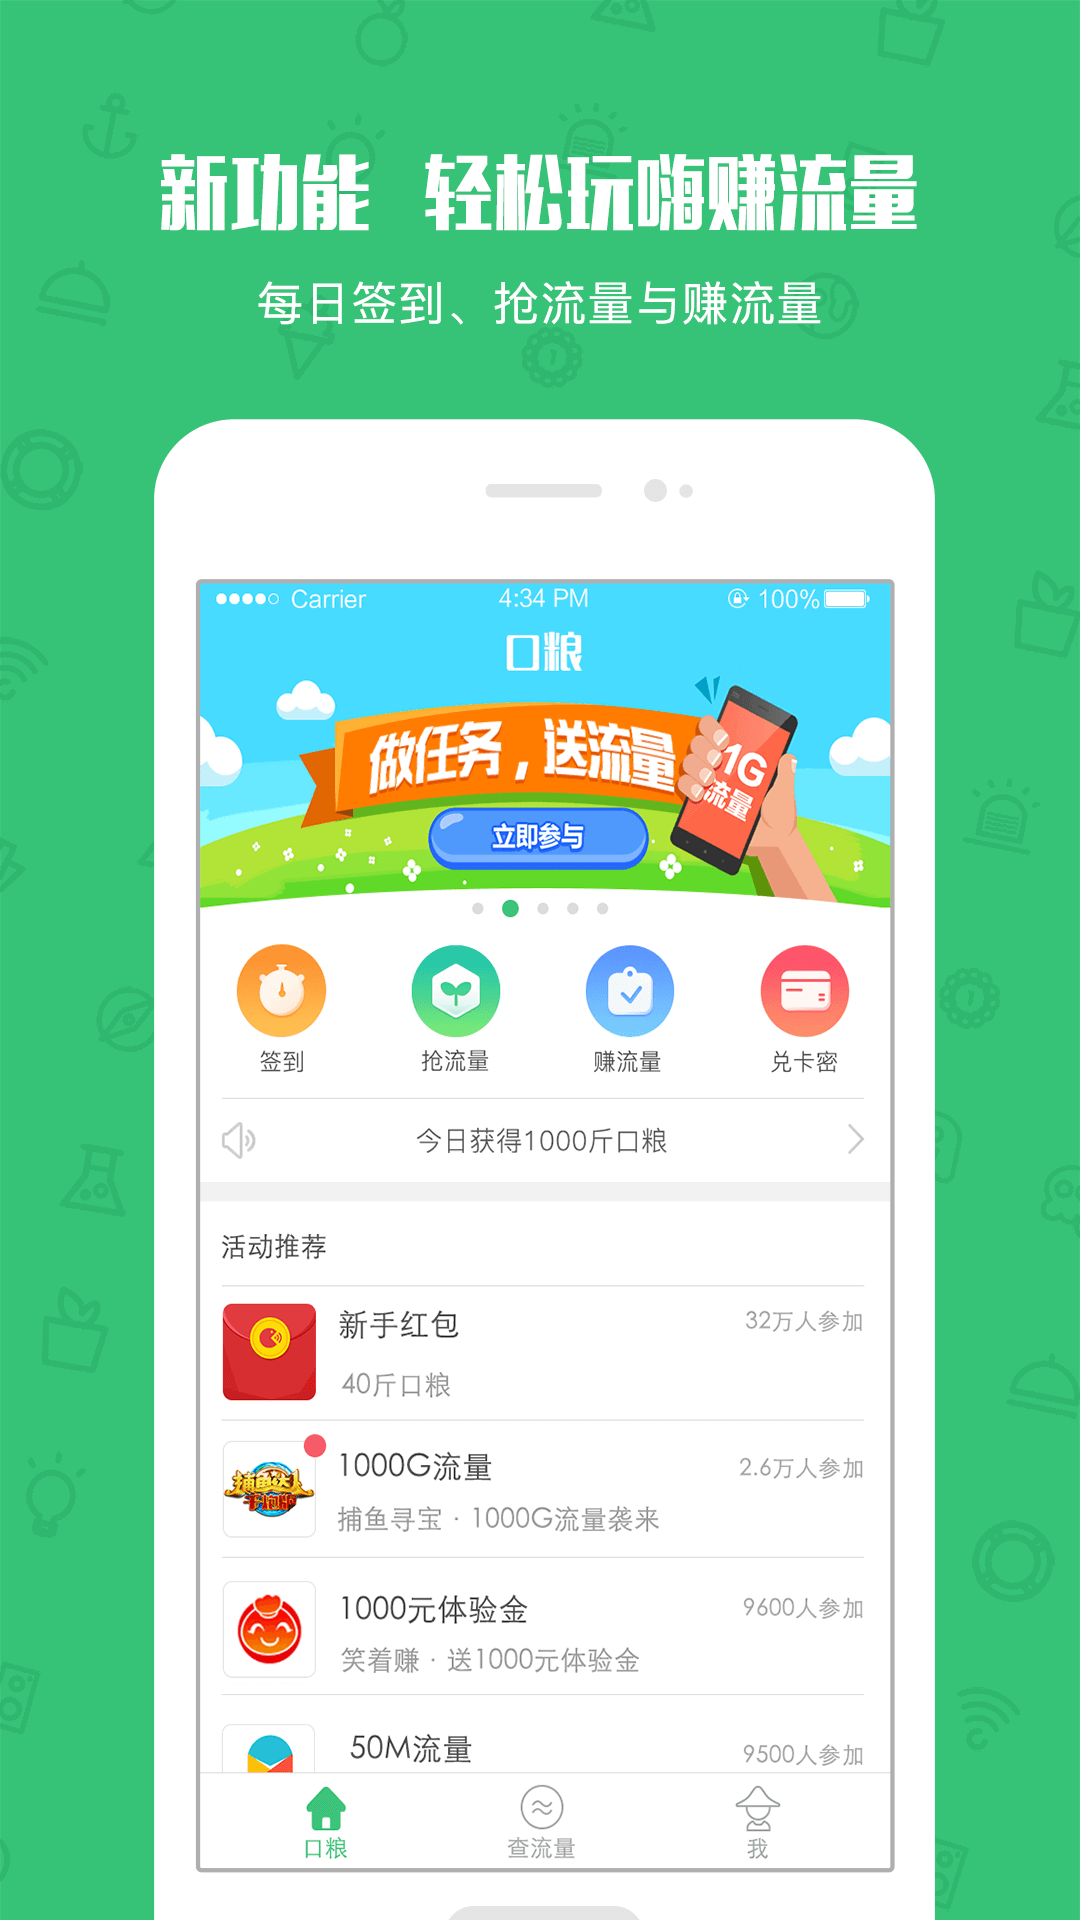 新功能 轻松玩嗨赚流量
每日签到、抢流量与赚流量
Carrier 4:34 PM 100%
口粮
做任务，送流量
1G
流量
立即参与
签到 抢流量 赚流量 兑卡密
今日获得1000斤口粮
活动推荐
新手红包 32万人参加
40斤口粮
捕鱼达人
千炮版
1000G流量 2.6万人参加
捕鱼寻宝 · 1000G流量袭来
1000元体验金 9600人参加
笑着赚 · 送1000元体验金
50M流量 9500人参加
口粮 查流量 我